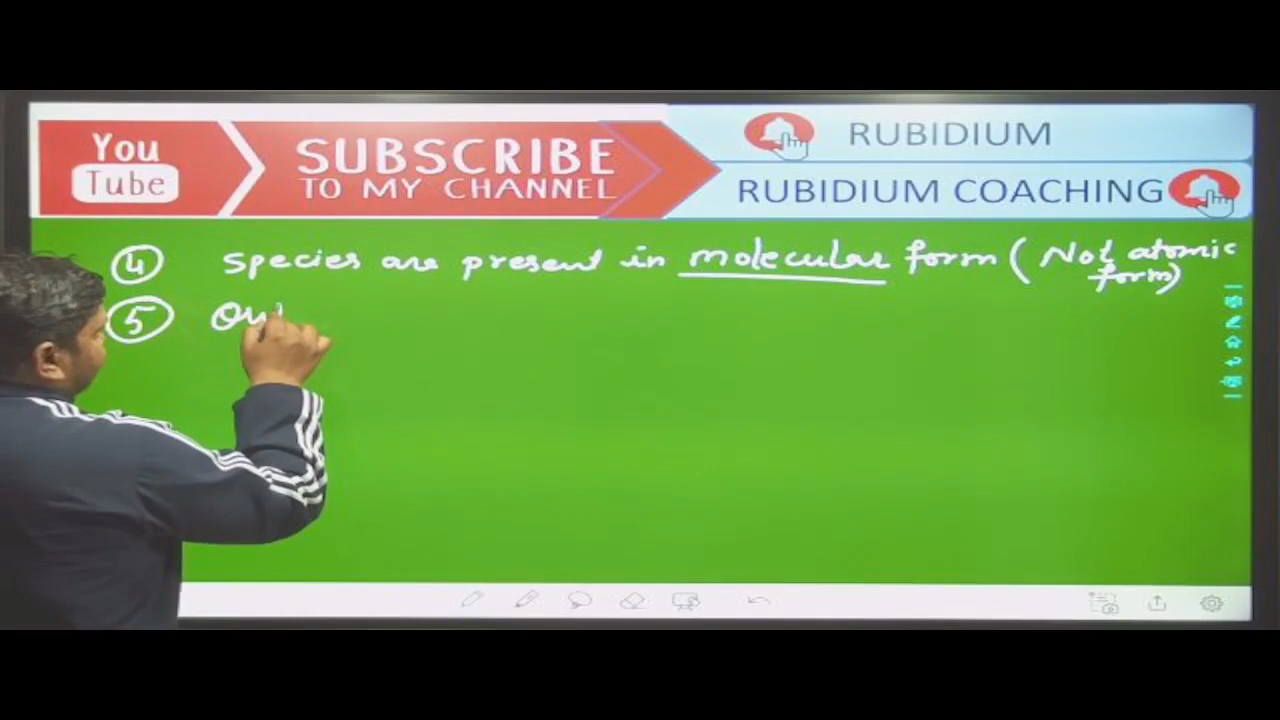 You
Tube
SUBSCRIBE
TO MY CHANNEL
RUBIDIUM
RUBIDIUM COACHING
4 species are present in molecular form (Not atomic
form)
5